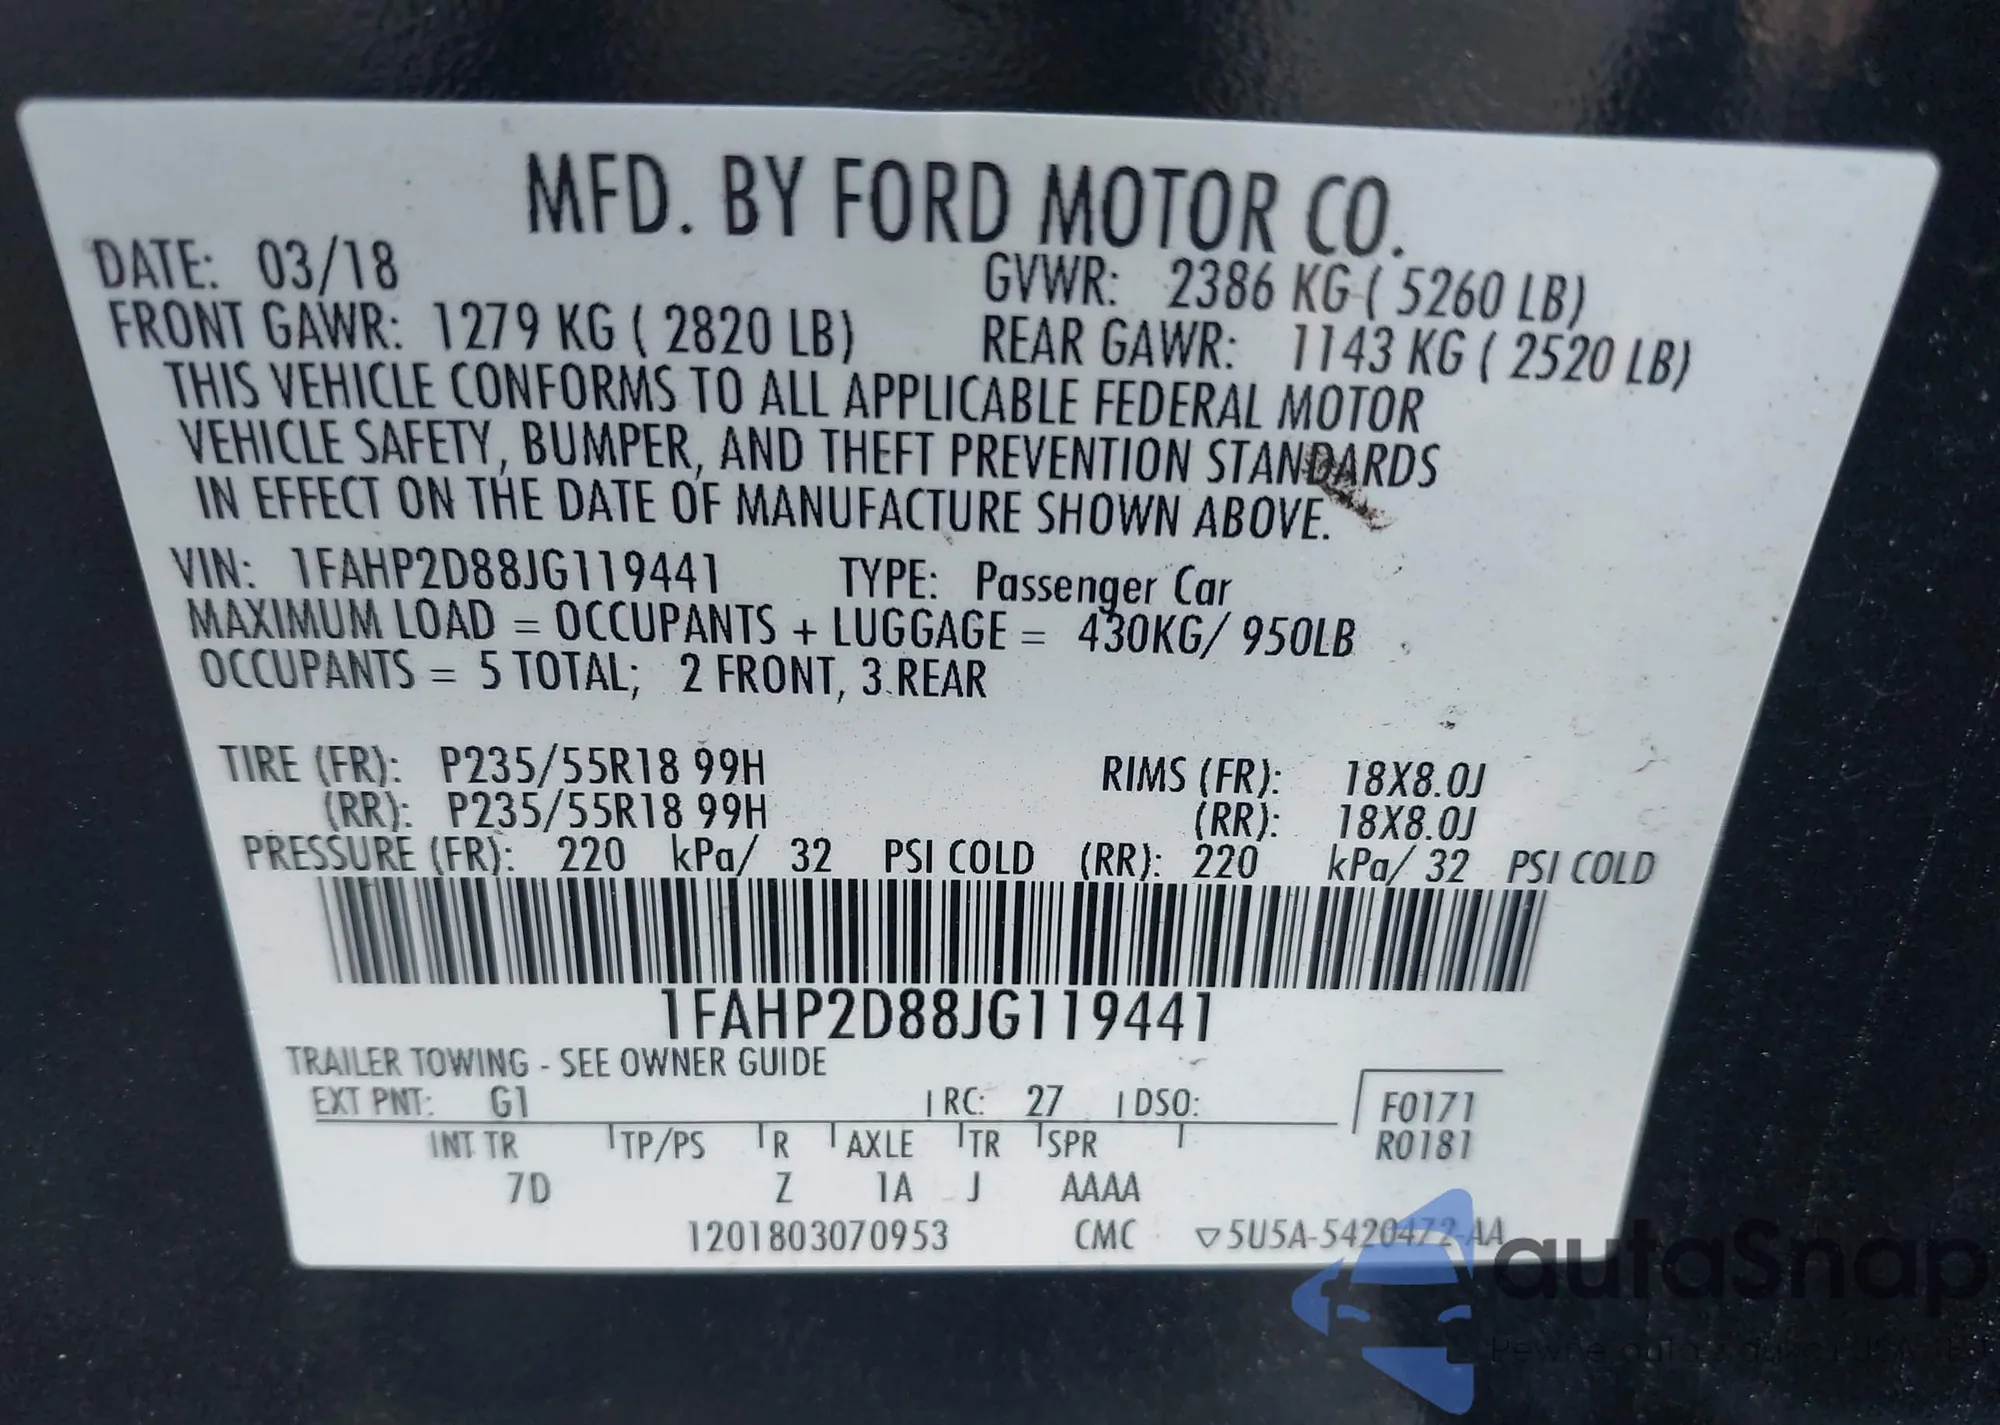 MFD. BY FORD MOTOR CO.
DATE: 03/18 GVWR: 2386 KG ( 5260 LB)
FRONT GAWR: 1279 KG ( 2820 LB) REAR GAWR: 1143 KG ( 2520 LB)
THIS VEHICLE CONFORMS TO ALL APPLICABLE FEDERAL MOTOR
VEHICLE SAFETY, BUMPER, AND THEFT PREVENTION STANDARDS
IN EFFECT ON THE DATE OF MANUFACTURE SHOWN ABOVE.
VIN: 1FAHP2D88JG119441 TYPE: Passenger Car
MAXIMUM LOAD = OCCUPANTS + LUGGAGE = 430KG/ 950LB
OCCUPANTS = 5 TOTAL; 2 FRONT, 3 REAR
TIRE (FR): P235/55R18 99H RIMS (FR): 18X8.0J
(RR): P235/55R18 99H (RR): 18X8.0J
PRESSURE (FR): 220 kPa/ 32 PSI COLD (RR): 220 kPa/ 32 PSI COLD
1FAHP2D88JG119441
TRAILER TOWING - SEE OWNER GUIDE
EXT PNT: G1 RC: 27 DSO: F0171
INT TR TP/PS R AXLE TR SPR R0181
7D Z 1A J AAAA
1201803070953 CMC ▽5U5A-5420472-AA
autaSnap
Pewne auta z